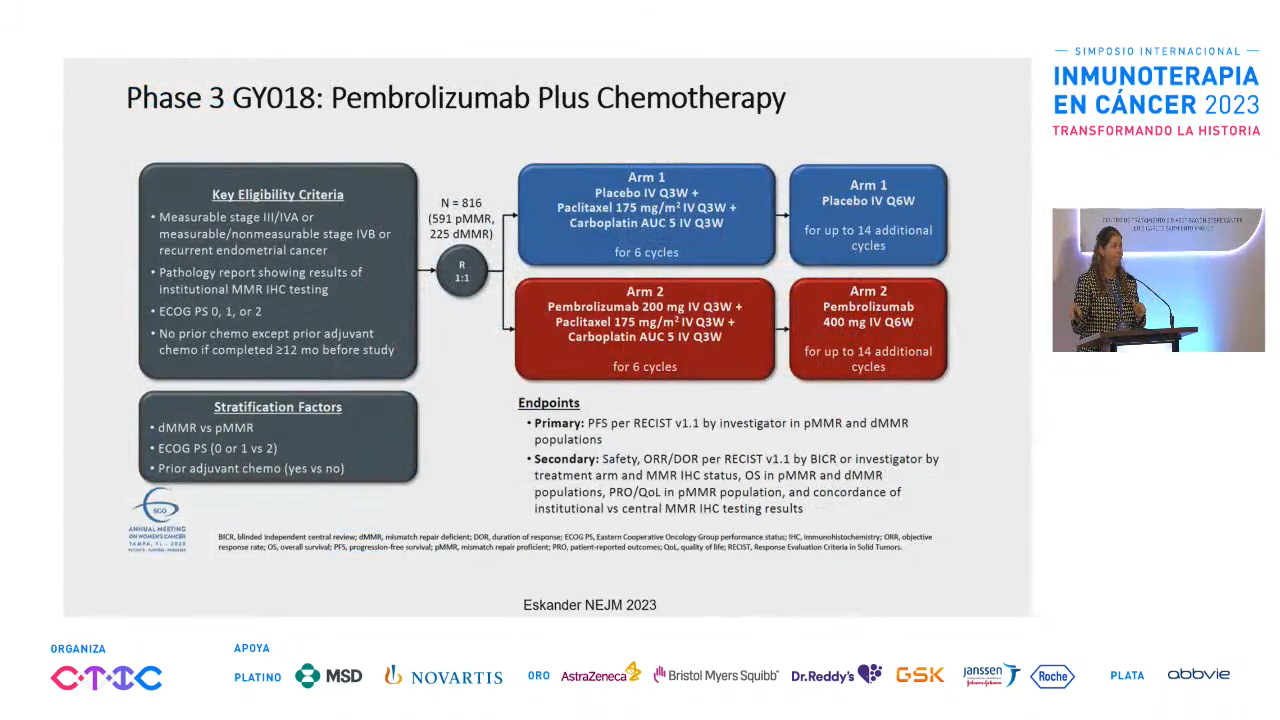 Phase 3 GY018: Pembrolizumab Plus Chemotherapy
Key Eligibility Criteria
• Measurable stage III/IVA or
measurable/nonmeasurable stage IVB or
recurrent endometrial cancer
• Pathology report showing results of
institutional MMR IHC testing
• ECOG PS 0, 1, or 2
• No prior chemo except prior adjuvant
chemo if completed ≥12 mo before study
Stratification Factors
• dMMR vs pMMR
• ECOG PS (0 or 1 vs 2)
• Prior adjuvant chemo (yes vs no)
N = 816
(591 pMMR,
225 dMMR)
R
1:1
Arm 1
Placebo IV Q3W +
Paclitaxel 175 mg/m² IV Q3W +
Carboplatin AUC 5 IV Q3W
for 6 cycles
Arm 1
Placebo IV Q6W
for up to 14 additional
cycles
Arm 2
Pembrolizumab 200 mg IV Q3W +
Paclitaxel 175 mg/m² IV Q3W +
Carboplatin AUC 5 IV Q3W
for 6 cycles
Arm 2
Pembrolizumab
400 mg IV Q6W
for up to 14 additional
cycles
Endpoints
• Primary: PFS per RECIST v1.1 by investigator in pMMR and dMMR
populations
• Secondary: Safety, ORR/DOR per RECIST v1.1 by BICR or investigator by
treatment arm and MMR IHC status, OS in pMMR and dMMR
populations, PRO/QoL in pMMR population, and concordance of
institutional vs central MMR IHC testing results
SGO
ANNUAL MEETING
ON WOMEN'S CANCER
BICR, blinded independent central review; dMMR, mismatch repair deficient; DOR, duration of response; ECOG PS, Eastern Cooperative Oncology Group performance status; IHC, immunohistochemistry; ORR, objective
response rate; OS, overall survival; PFS, progression-free survival; pMMR, mismatch repair proficient; PRO, patient-reported outcomes; QoL, quality of life; RECIST, Response Evaluation Criteria in Solid Tumors.
Eskander NEJM 2023
SIMPOSIO INTERNACIONAL
INMUNOTERAPIA
EN CÁNCER 2023
TRANSFORMANDO LA HISTORIA
CENTRO DE TRATAMIENTO E INVESTIGACIÓN SOBRE CÁNCER
LUIS CARLOS SARMIENTO ANGULO
ORGANIZA
CTIC
APOYA
PLATINO
MSD
NOVARTIS
ORO
AstraZeneca
Bristol Myers Squibb
Dr.Reddy's
GSK
Janssen
Johnson&Johnson
Roche
PLATA
abbvie